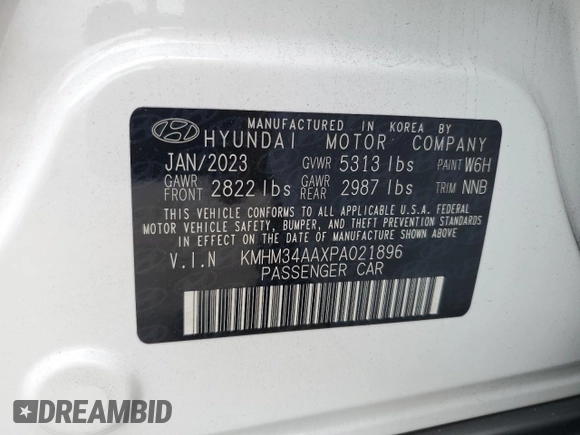 MANUFACTURED IN KOREA BY
HYUNDAI MOTOR COMPANY
JAN/2023 GVWR 5313 lbs PAINT W6H
GAWR FRONT 2822 lbs GAWR REAR 2987 lbs TRIM NNB
THIS VEHICLE CONFORMS TO ALL APPLICABLE U.S.A. FEDERAL
MOTOR VEHICLE SAFETY, BUMPER, AND THEFT PREVENTION STANDARDS
IN EFFECT ON THE DATE OF MANUFACTURE SHOWN ABOVE
V.I.N KMHM34AAXPA021896
PASSENGER CAR
DREAMBID